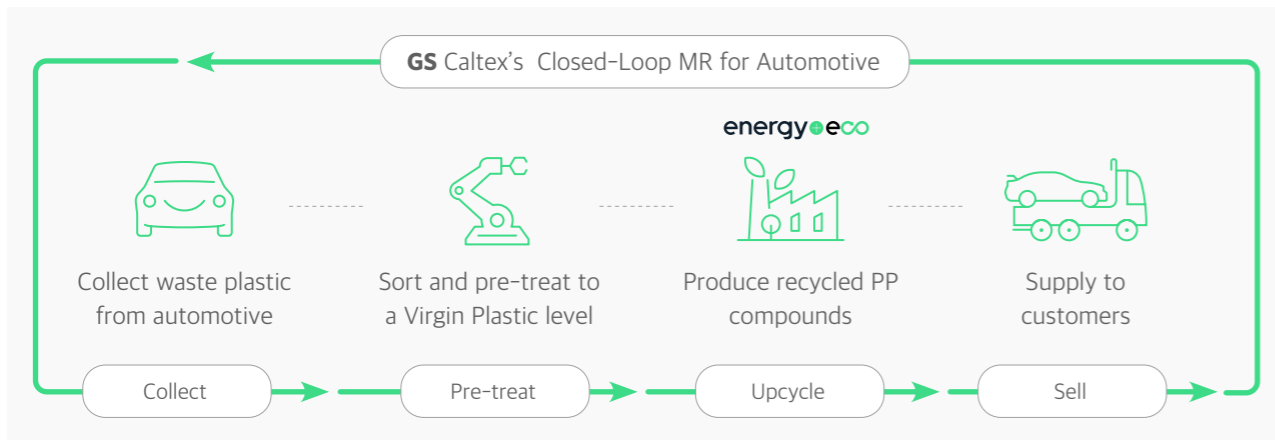 GS Caltex's Closed-Loop MR for Automotive
energy eco
Collect waste plastic
from automotive
Sort and pre-treat to
a Virgin Plastic level
Produce recycled PP
compounds
Supply to
customers
Collect
Pre-treat
Upcycle
Sell